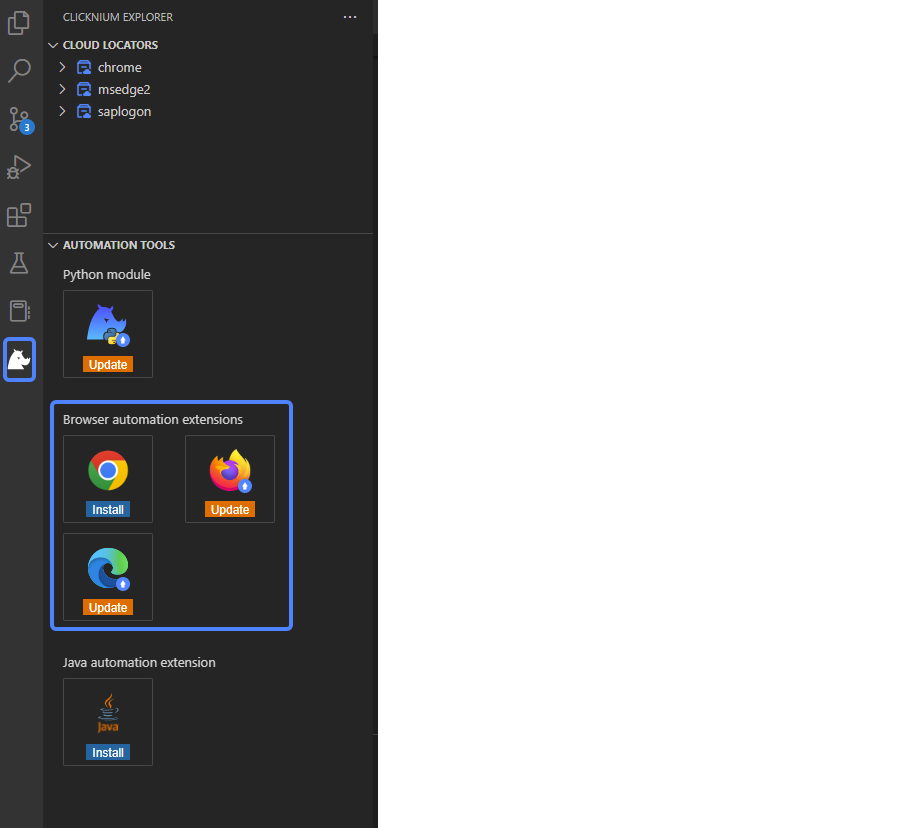 CLICKNIUM EXPLORER
CLOUD LOCATORS
chrome
msedge2
saplogon
3
AUTOMATION TOOLS
Python module
Update
Browser automation extensions
Install
Update
Update
Java automation extension
Java
Install